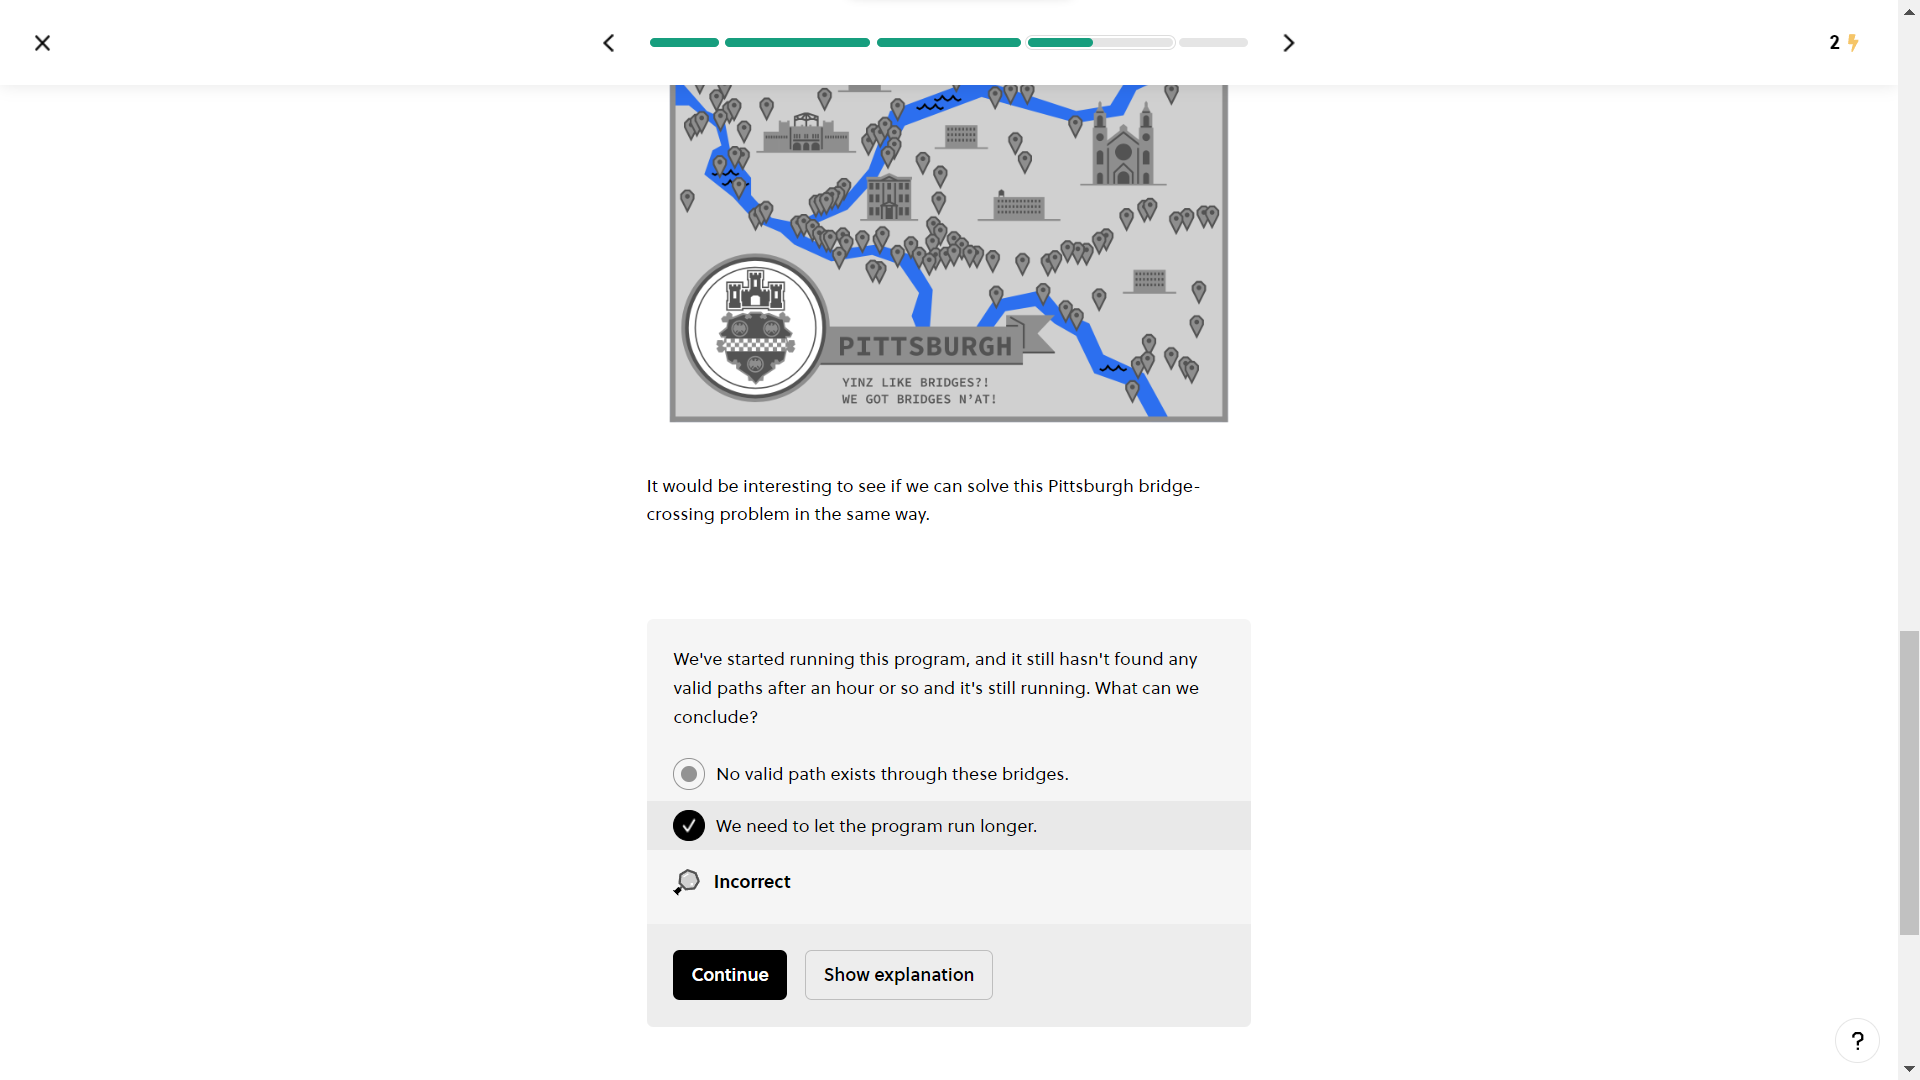 2
PITTSBURGH
YINZ LIKE BRIDGES?!
WE GOT BRIDGES N'AT!
It would be interesting to see if we can solve this Pittsburgh bridge-
crossing problem in the same way.
We've started running this program, and it still hasn't found any
valid paths after an hour or so and it's still running. What can we
conclude?
No valid path exists through these bridges.
We need to let the program run longer.
Incorrect
Continue
Show explanation
?